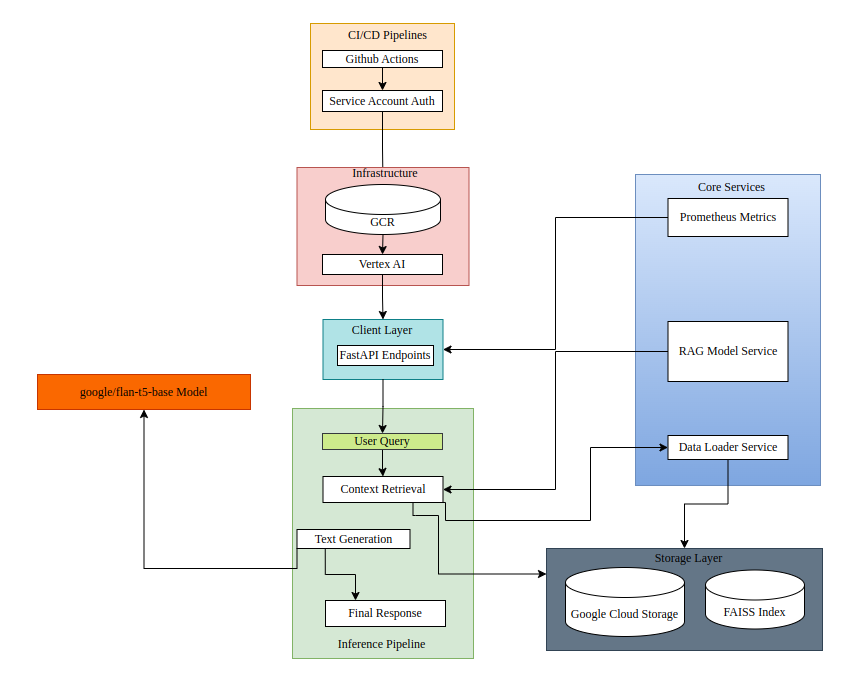 CI/CD Pipelines
Github Actions
Service Account Auth
Infrastructure
GCR
Vertex AI
Core Services
Prometheus Metrics
RAG Model Service
Data Loader Service
Client Layer
FastAPI Endpoints
google/flan-t5-base Model
User Query
Context Retrieval
Text Generation
Final Response
Inference Pipeline
Storage Layer
Google Cloud Storage
FAISS Index